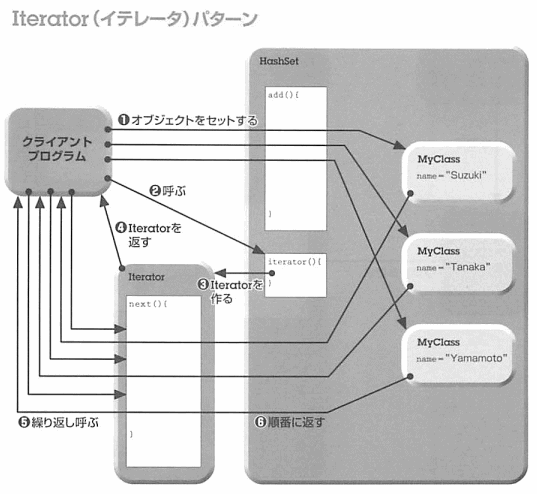 Iterator(イテレータ)パターン
HashSet
add(){
}
❶オブジェクトをセットする
クライアント
プログラム
MyClass
name="Suzuki"
❷呼ぶ
❹Iteratorを
返す
iterator(){
}
MyClass
name="Tanaka"
Iterator
❸Iteratorを
作る
next(){
}
MyClass
name="Yamamoto"
❺繰り返し呼ぶ
❻順番に返す